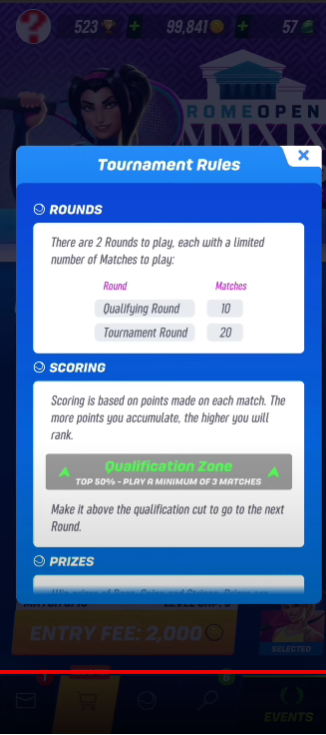 ?
523 + 99,841 + 57
ROMEOPEN
MMXIX
Tournament Rules
ROUNDS
There are 2 Rounds to play, each with a limited
number of Matches to play:
Round Matches
Qualifying Round 10
Tournament Round 20
SCORING
Scoring is based on points made on each match. The
more points you accumulate, the higher you will
rank.
Qualification Zone
TOP 50% - PLAY A MINIMUM OF 3 MATCHES
Make it above the qualification cut to go to the next
Round.
PRIZES
ENTRY FEE: 2,000
SELECTED
EVENTS